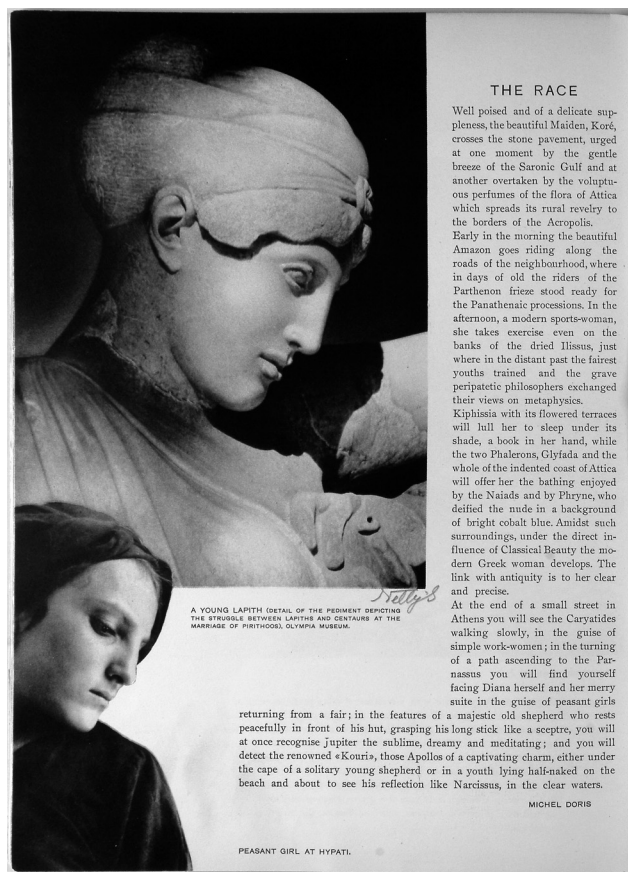 THE RACE
Well poised and of a delicate sup-
pleness, the beautiful Maiden, Koré,
crosses the stone pavement, urged
at one moment by the gentle
breeze of the Saronic Gulf and at
another overtaken by the voluptu-
ous perfumes of the flora of Attica
which spreads its rural revelry to
the borders of the Acropolis.
Early in the morning the beautiful
Amazon goes riding along the
roads of the neighbourhood, where
in days of old the riders of the
Parthenon frieze stood ready for
the Panathenaic processions. In the
afternoon, a modern sports-woman,
she takes exercise even on the
banks of the dried Ilissus, just
where in the distant past the fairest
youths trained and the grave
peripatetic philosophers exchanged
their views on metaphysics.
Kiphissia with its flowered terraces
will lull her to sleep under its
shade, a book in her hand, while
the two Phalerons, Glyfada and the
whole of the indented coast of Attica
will offer her the bathing enjoyed
by the Naiads and by Phryne, who
deified the nude in a background
of bright cobalt blue. Amidst such
surroundings, under the direct in-
fluence of Classical Beauty the mo-
dern Greek woman develops. The
link with antiquity is to her clear
and precise.
At the end of a small street in
Athens you will see the Caryatides
walking slowly, in the guise of
simple work-women; in the turning
of a path ascending to the Par-
nassus you will find yourself
facing Diana herself and her merry
suite in the guise of peasant girls
returning from a fair; in the features of a majestic old shepherd who rests
peacefully in front of his hut, grasping his long stick like a sceptre, you will
at once recognise jupiter the sublime, dreamy and meditating; and you will
detect the renowned «Kouri», those Apollos of a captivating charm, either under
the cape of a solitary young shepherd or in a youth lying half-naked on the
beach and about to see his reflection like Narcissus, in the clear waters.
MICHEL DORIS
Nelly's
A YOUNG LAPITH (DETAIL OF THE PEDIMENT DEPICTING
THE STRUGGLE BETWEEN LAPITHS AND CENTAURS AT THE
MARRIAGE OF PIRITHOOS), OLYMPIA MUSEUM.
PEASANT GIRL AT HYPATI.